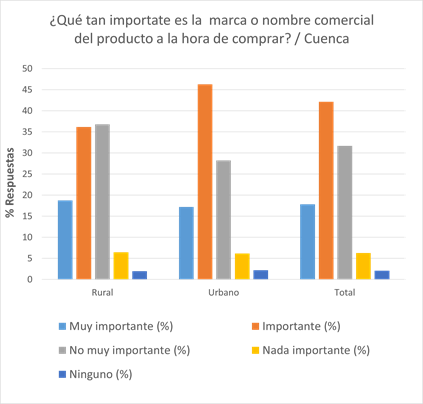 ¿Qué tan importate es la  marca o nombre comercial
del producto a la hora de comprar? / Cuenca
% Respuestas
50
45
40
35
30
25
20
15
10
5
0
Rural Urbano Total
Muy importante (%) Importante (%)
No muy importante (%) Nada importante (%)
Ninguno (%)